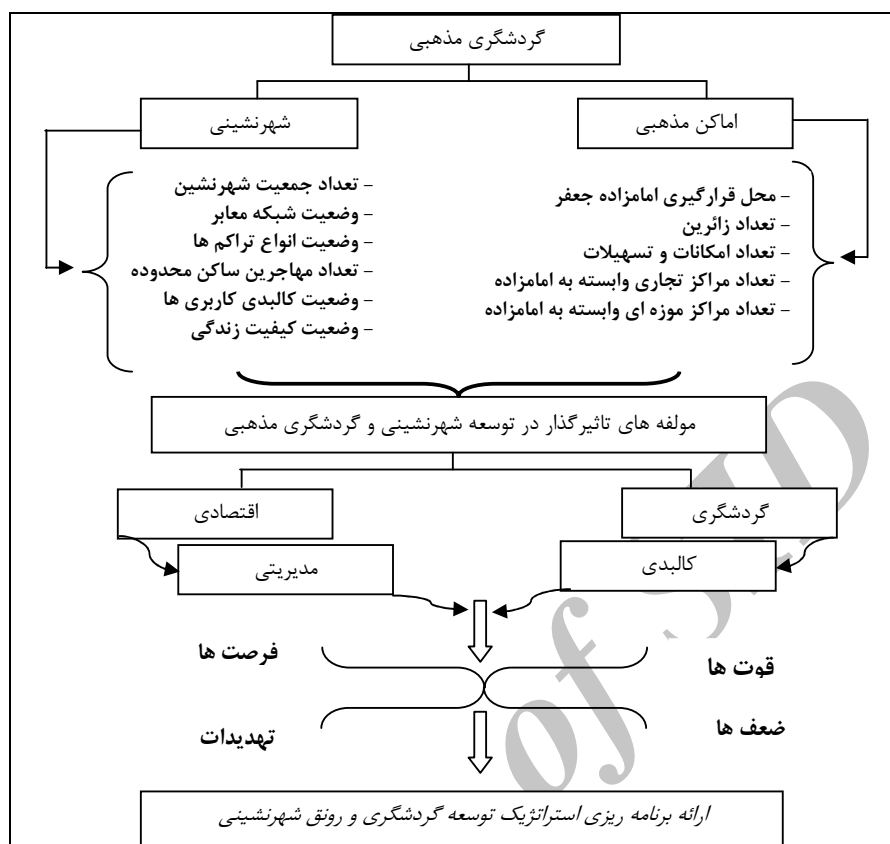 گردشگری مذهبی
اماکن مذهبی
شهرنشینی
- محل قرارگیری امامزاده جعفر
- تعداد زائرین
- تعداد امکانات و تسهیلات
- تعداد مراکز تجاری وابسته به امامزاده
- تعداد مراکز موزه ای وابسته به امامزاده
- تعداد جمعیت شهرنشین
- وضعیت شبکه معابر
- وضعیت انواع تراکم ها
- تعداد مهاجرین ساکن محدوده
- وضعیت کالبدی کاربری ها
- وضعیت کیفیت زندگی
مولفه های تاثیرگذار در توسعه شهرنشینی و گردشگری مذهبی
گردشگری
اقتصادی
کالبدی
مدیریتی
قوت ها
فرصت ها
ضعف ها
تهدیدات
ارائه برنامه ریزی استراتژیک توسعه گردشگری و رونق شهرنشینی
of SID